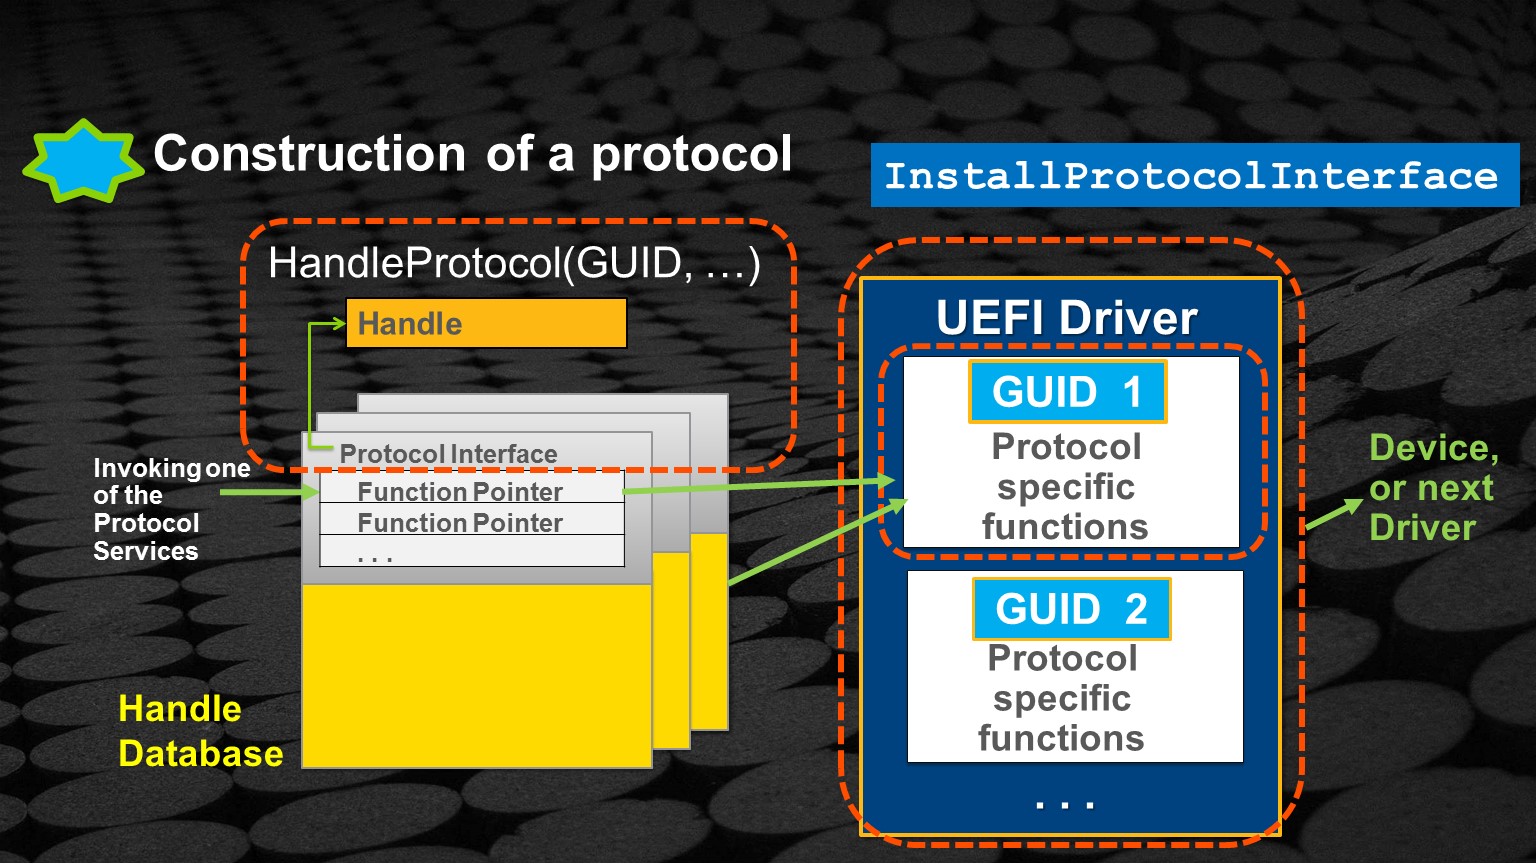 Construction of a protocol
InstallProtocolInterface
HandleProtocol(GUID, …)
Handle
Protocol Interface
Function Pointer
Function Pointer
. . .
Invoking one
of the
Protocol
Services
Handle
Database
UEFI Driver
GUID 1
Protocol
specific
functions
GUID 2
Protocol
specific
functions
. . .
Device,
or next
Driver